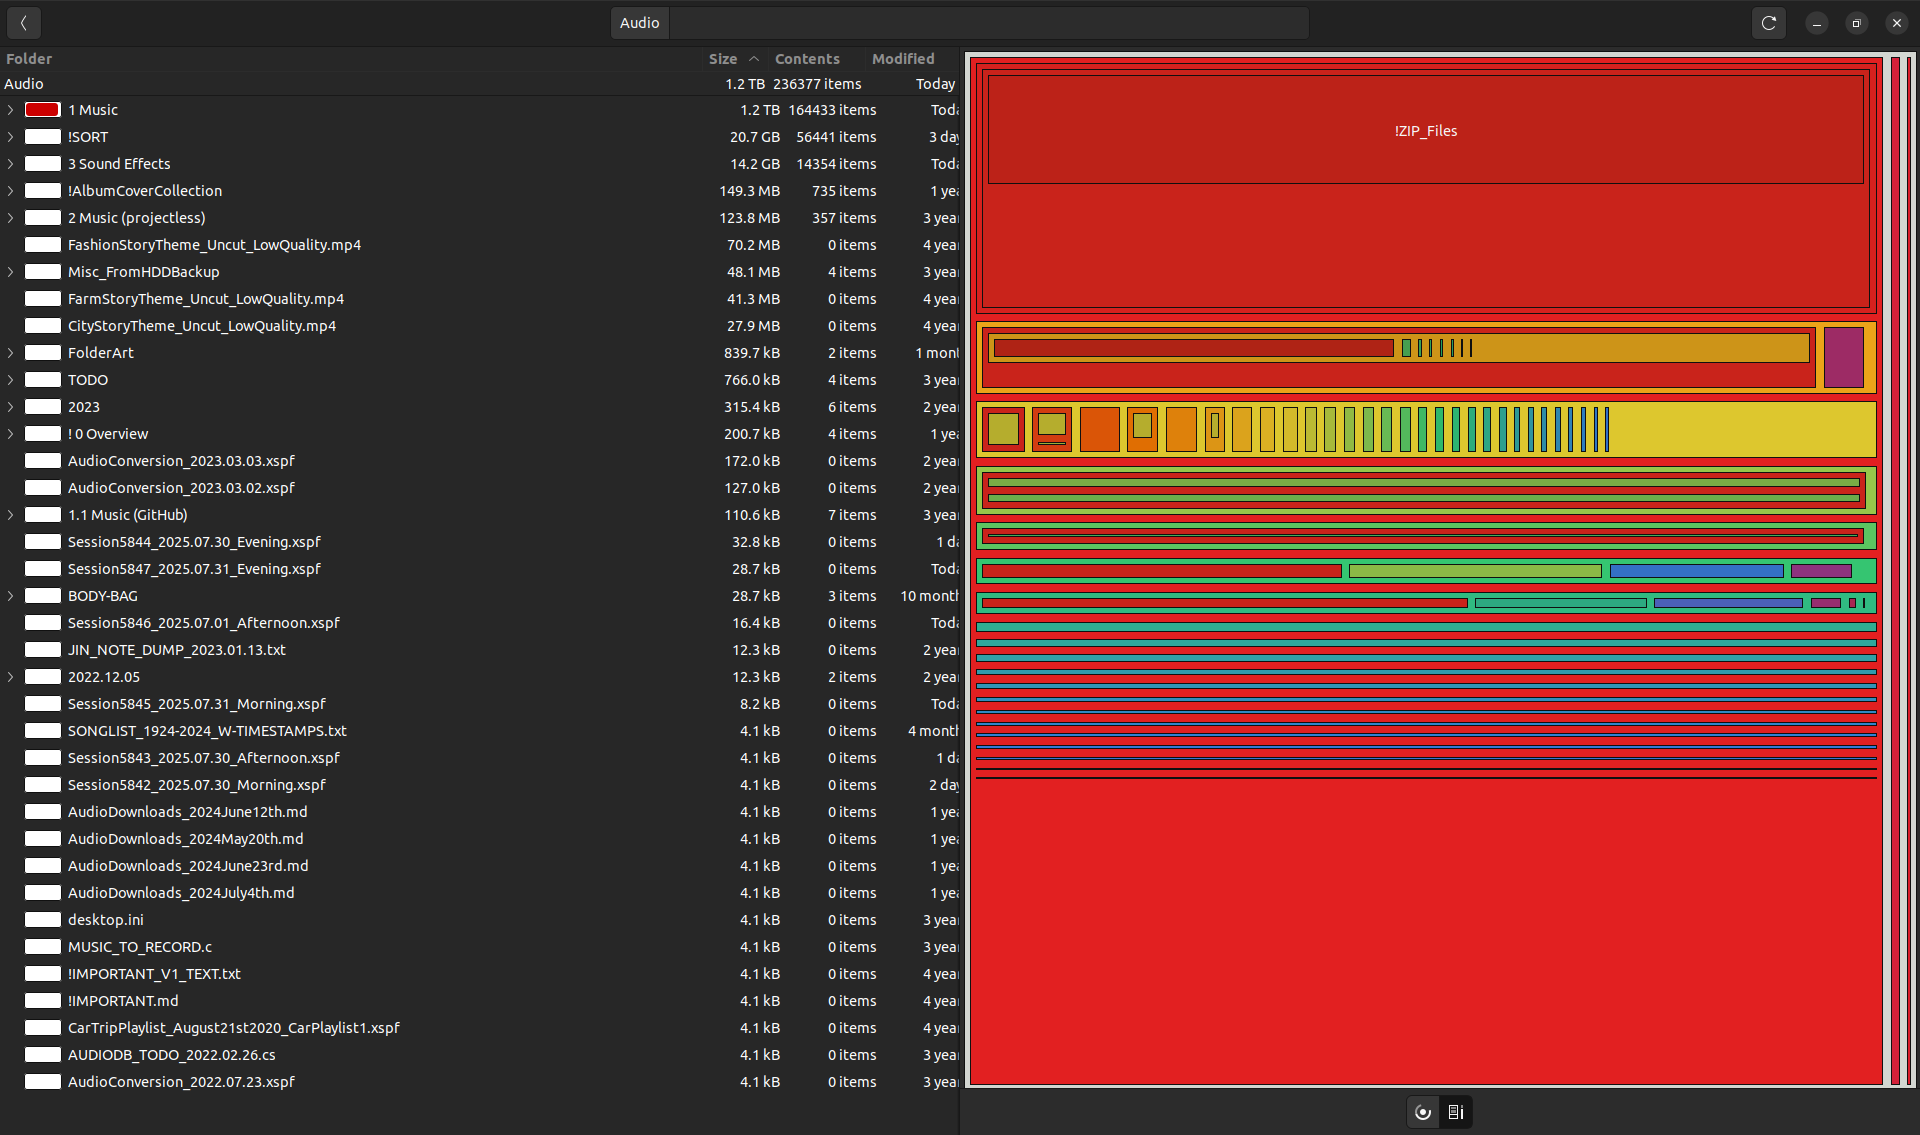 Audio
Folder Size Contents Modified
Audio 1.2 TB 236377 items Today
1 Music 1.2 TB 164433 items Toda
!SORT 20.7 GB 56441 items 3 day
3 Sound Effects 14.2 GB 14354 items Toda
!AlbumCoverCollection 149.3 MB 735 items 1 yea
2 Music (projectless) 123.8 MB 357 items 3 year
FashionStoryTheme_Uncut_LowQuality.mp4 70.2 MB 0 items 4 year
Misc_FromHDDBackup 48.1 MB 4 items 3 year
FarmStoryTheme_Uncut_LowQuality.mp4 41.3 MB 0 items 4 year
CityStoryTheme_Uncut_LowQuality.mp4 27.9 MB 0 items 4 year
FolderArt 839.7 kB 2 items 1 mont
TODO 766.0 kB 4 items 3 year
2023 315.4 kB 6 items 2 year
! 0 Overview 200.7 kB 4 items 1 yea
AudioConversion_2023.03.03.xspf 172.0 kB 0 items 2 year
AudioConversion_2023.03.02.xspf 127.0 kB 0 items 2 year
1.1 Music (GitHub) 110.6 kB 7 items 3 year
Session5844_2025.07.30_Evening.xspf 32.8 kB 0 items 1 da
Session5847_2025.07.31_Evening.xspf 28.7 kB 0 items Toda
BODY-BAG 28.7 kB 3 items 10 month
Session5846_2025.07.01_Afternoon.xspf 16.4 kB 0 items Toda
JIN_NOTE_DUMP_2023.01.13.txt 12.3 kB 0 items 2 year
2022.12.05 12.3 kB 2 items 2 year
Session5845_2025.07.31_Morning.xspf 8.2 kB 0 items Toda
SONGLIST_1924-2024_W-TIMESTAMPS.txt 4.1 kB 0 items 4 month
Session5843_2025.07.30_Afternoon.xspf 4.1 kB 0 items 1 da
Session5842_2025.07.30_Morning.xspf 4.1 kB 0 items 2 day
AudioDownloads_2024June12th.md 4.1 kB 0 items 1 yea
AudioDownloads_2024May20th.md 4.1 kB 0 items 1 yea
AudioDownloads_2024June23rd.md 4.1 kB 0 items 1 yea
AudioDownloads_2024July4th.md 4.1 kB 0 items 1 yea
desktop.ini 4.1 kB 0 items 3 year
MUSIC_TO_RECORD.c 4.1 kB 0 items 3 year
!IMPORTANT_V1_TEXT.txt 4.1 kB 0 items 4 year
!IMPORTANT.md 4.1 kB 0 items 4 year
CarTripPlaylist_August21st2020_CarPlaylist1.xspf 4.1 kB 0 items 4 year
AUDIODB_TODO_2022.02.26.cs 4.1 kB 0 items 3 year
AudioConversion_2022.07.23.xspf 4.1 kB 0 items 3 year
!ZIP_Files